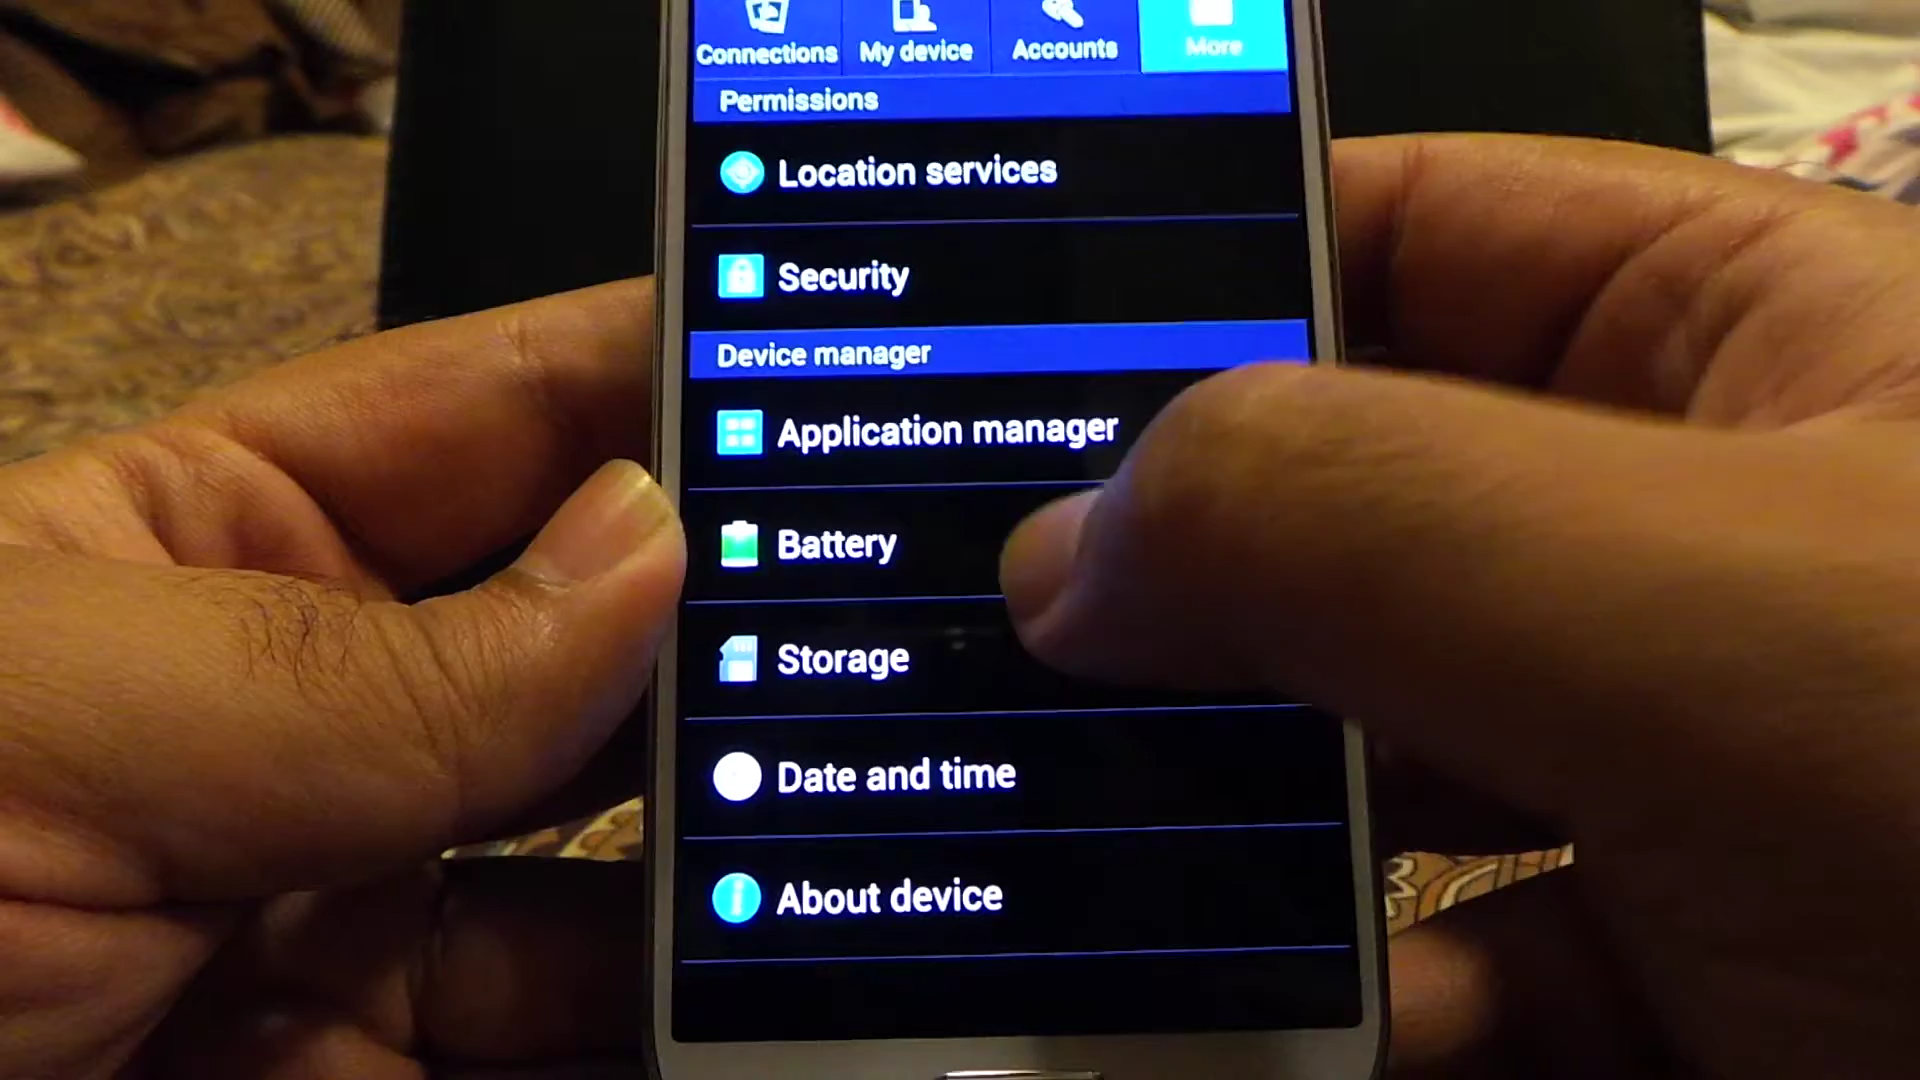 Connections My device Accounts More
Permissions
Location services
Security
Device manager
Application manager
Battery
Storage
Date and time
About device